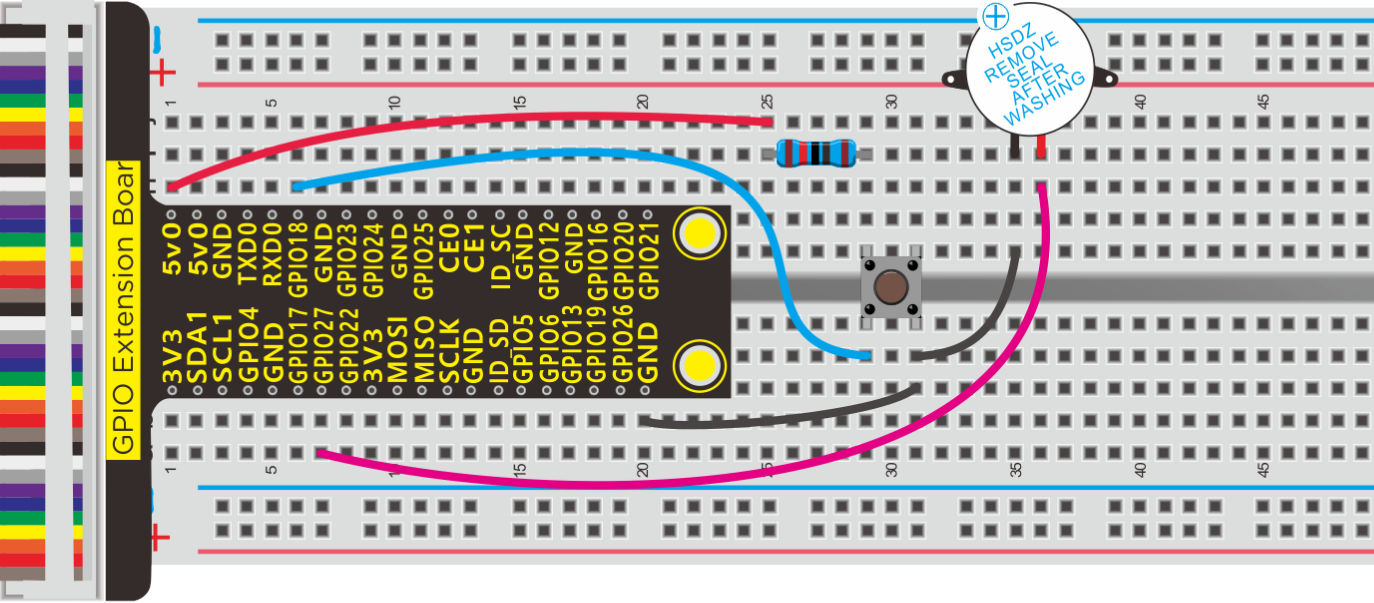 GPIO Extension Boar
−
+
HSDZ
REMOVE
SEAL
AFTER
WASHING
1 5 10 15 20 25 30 40 45
5v0 5v0 GND TXD0 RXD0 GPIO18 GND GPIO23 GPIO24 GND GPIO25 CE0 CE1 ID_SC GND GPIO12 GND GPIO16 GPIO20 GPIO21
3V3 SDA1 SCL1 GPIO4 GND GPIO17 GPIO27 GPIO22 3V3 MOSI MISO SCLK GND ID_SD GPIO5 GPIO6 GPIO13 GPIO19 GPIO26 GND
1 5 15 20 30 35 40 45
+